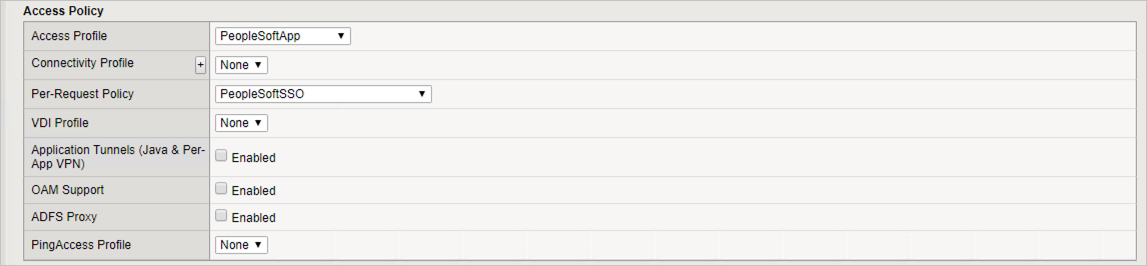 Access Policy
Access Profile PeopleSoftApp
Connectivity Profile + None
Per-Request Policy PeopleSoftSSO
VDI Profile None
Application Tunnels (Java & Per-
App VPN) Enabled
OAM Support Enabled
ADFS Proxy Enabled
PingAccess Profile None